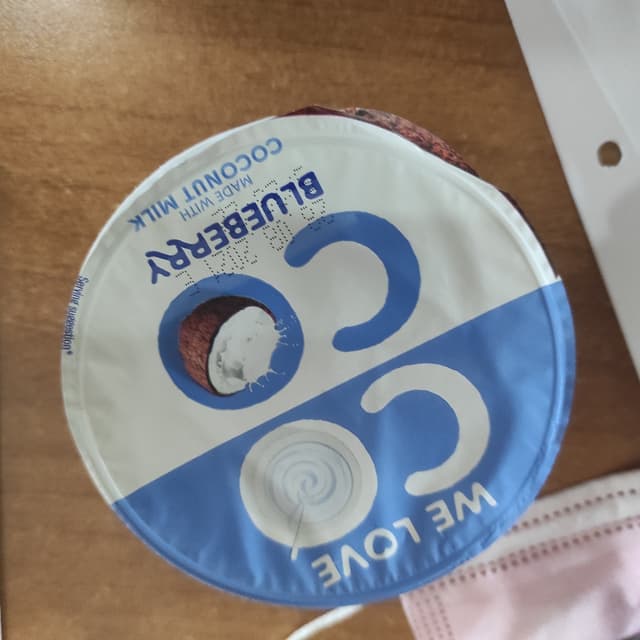 WE LOVE
CO
CO
BLUEBERRY
MADE WITH
COCONUT MILK
Serving suggestion*